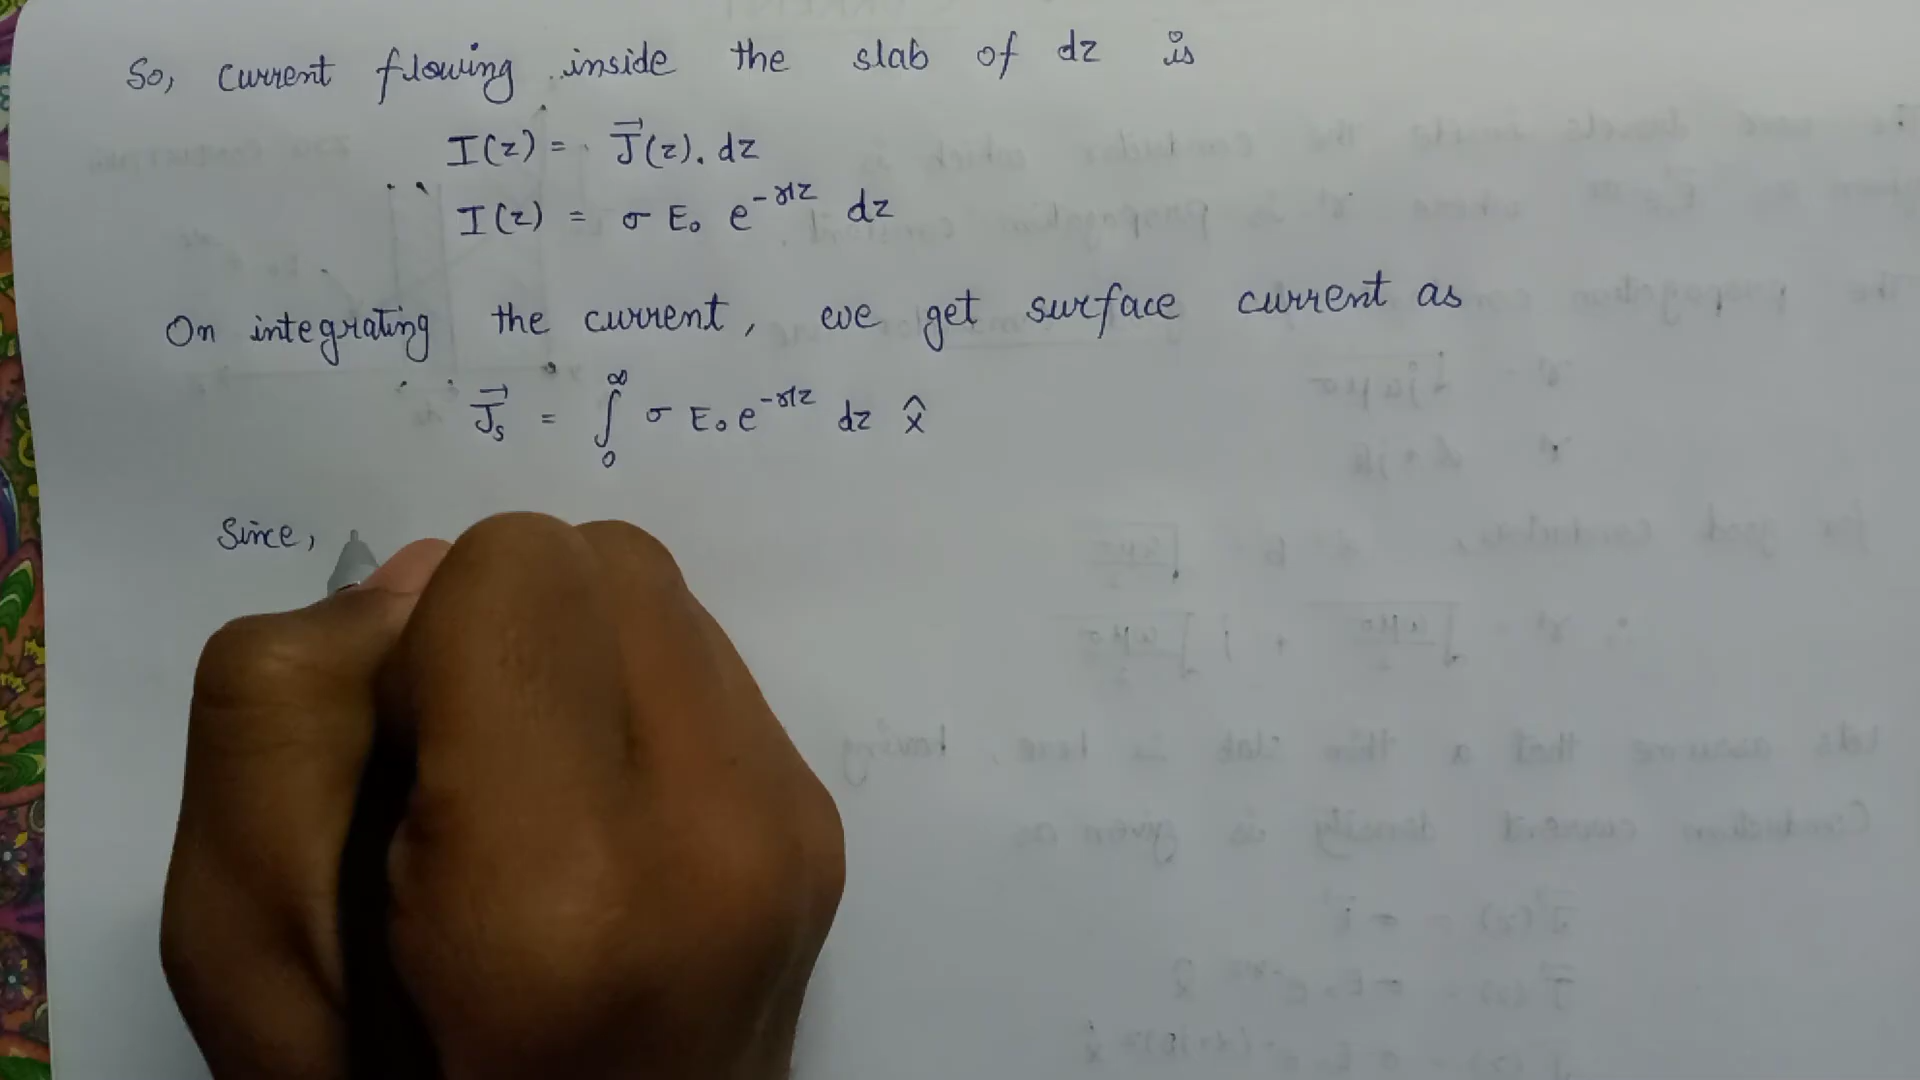 So, current flowing inside the slab of dz is
I(z) = J⃗(z). dz
I(z) = σ E₀ e^{-γz} dz
On integrating the current, we get surface current as
J⃗ₛ = ∫₀^∞ σ E₀ e^{-γz} dz x̂
Since,